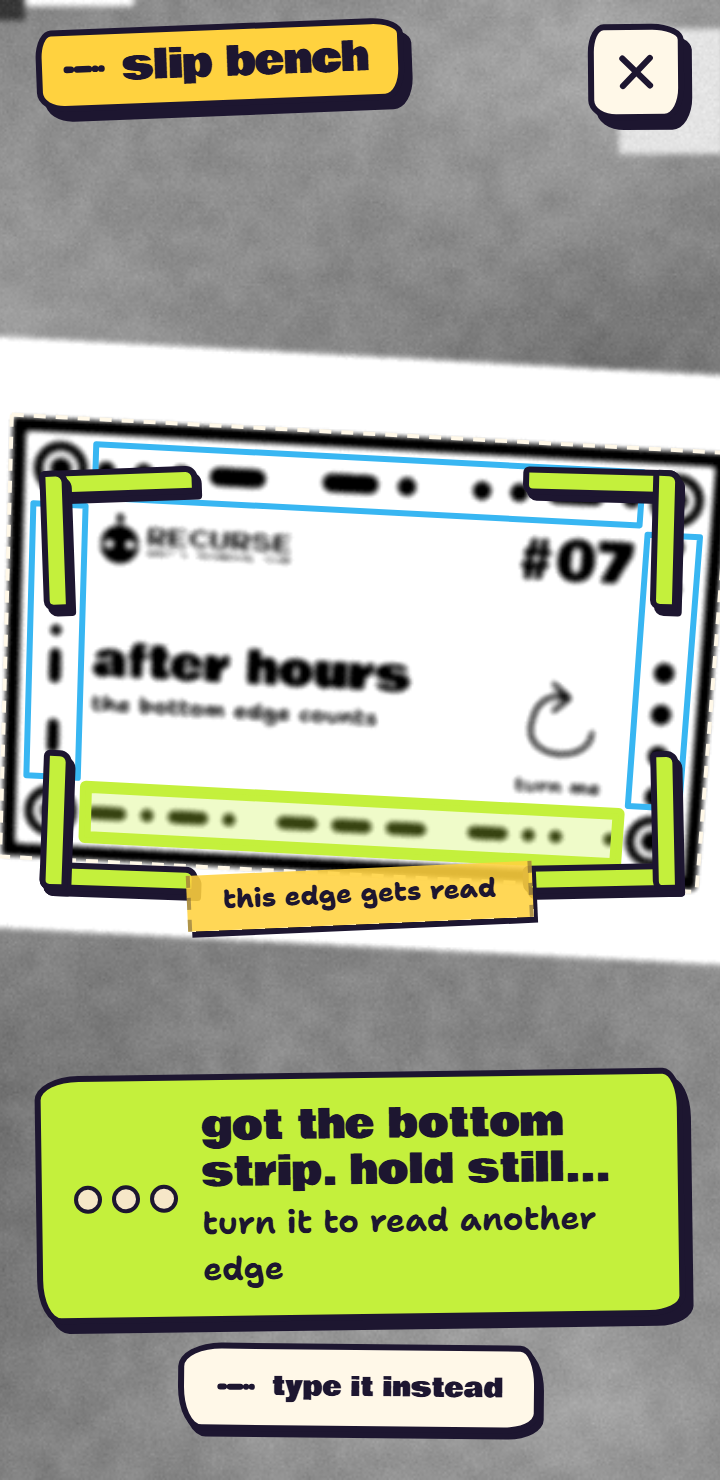 slip bench
RECURSE
#07
after hours
the bottom edge counts
turn me
this edge gets read
got the bottom
strip. hold still...
turn it to read another
edge
type it instead